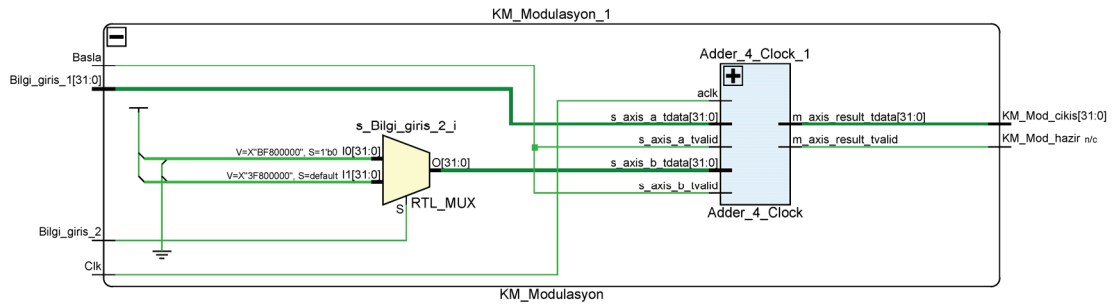 KM_Modulasyon_1
Basla
Bilgi_giris_1[31:0]
Adder_4_Clock_1
aclk
s_axis_a_tdata[31:0]
m_axis_result_tdata[31:0]
KM_Mod_cikis[31:0]
s_Bilgi_giris_2_i
s_axis_a_tvalid
m_axis_result_tvalid
KM_Mod_hazir n/c
V=X"BF800000", S=1'b0 I0[31:0]
O[31:0]
s_axis_b_tdata[31:0]
V=X"3F800000", S=default I1[31:0]
s_axis_b_tvalid
S
RTL_MUX
Adder_4_Clock
Bilgi_giris_2
Clk
KM_Modulasyon